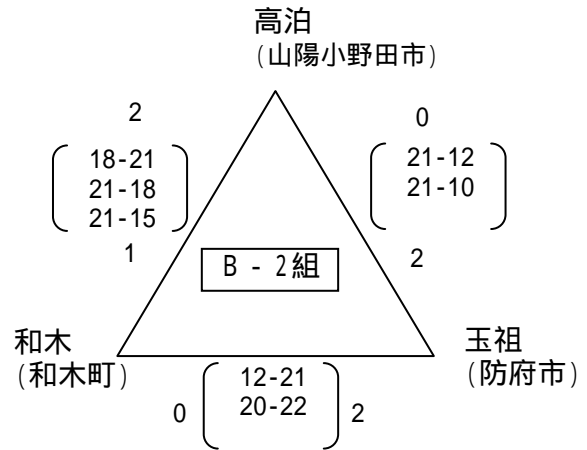 高泊
(山陽小野田市)
2
0
18-21
21-18
21-15
21-12
21-10
1
2
B - 2組
和木
(和木町)
玉祖
(防府市)
12-21
20-22
0
2